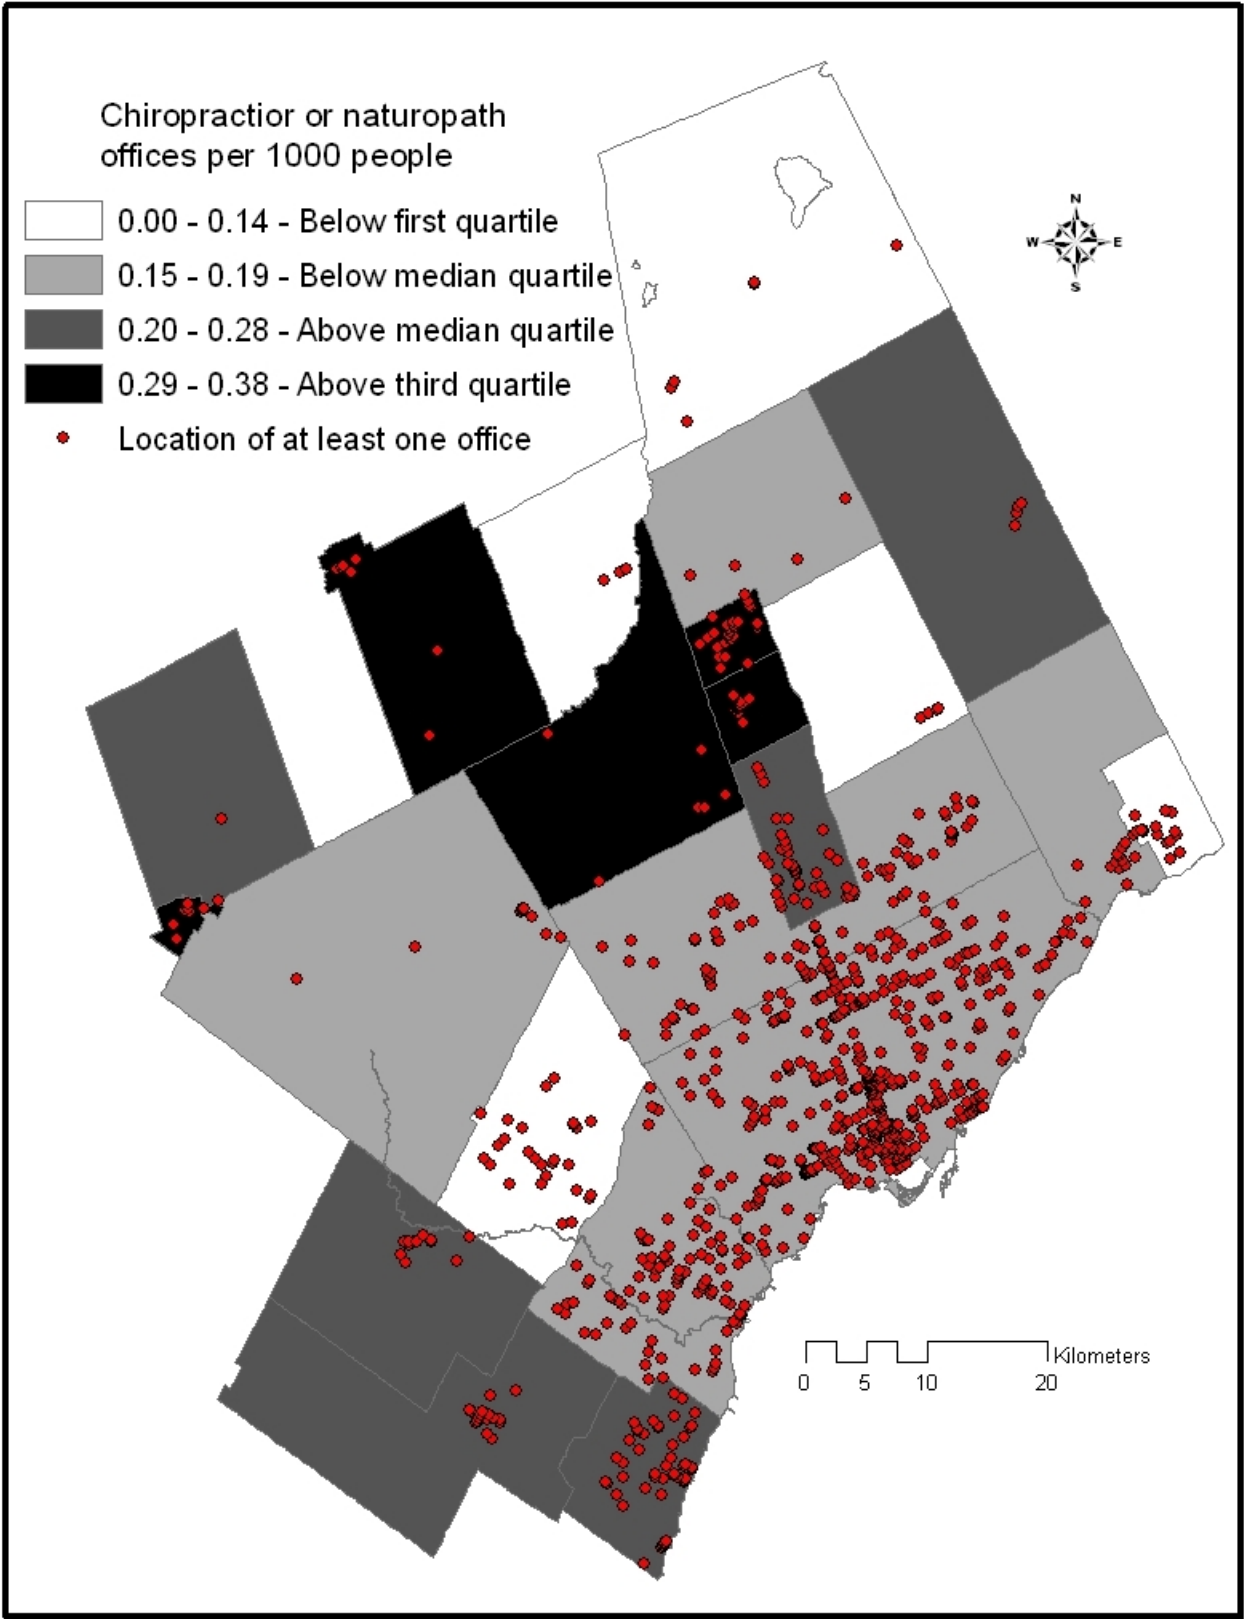 Chiropractior or naturopath
offices per 1000 people
0.00 - 0.14 - Below first quartile
0.15 - 0.19 - Below median quartile
0.20 - 0.28 - Above median quartile
0.29 - 0.38 - Above third quartile
Location of at least one office
N
W E
S
Kilometers
0 5 10 20